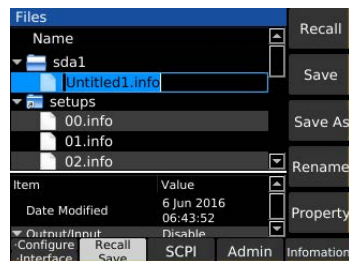 Files
Name
Recall
sda1
Untitled1.info
Save
setups
00.info
Save As
01.info
02.info
Rename
Item Value
Date Modified 6 Jun 2016
06:43:52
Property
Output/Input Disable
·Configure
·Interface
Recall
Save
SCPI
Admin
Infomation